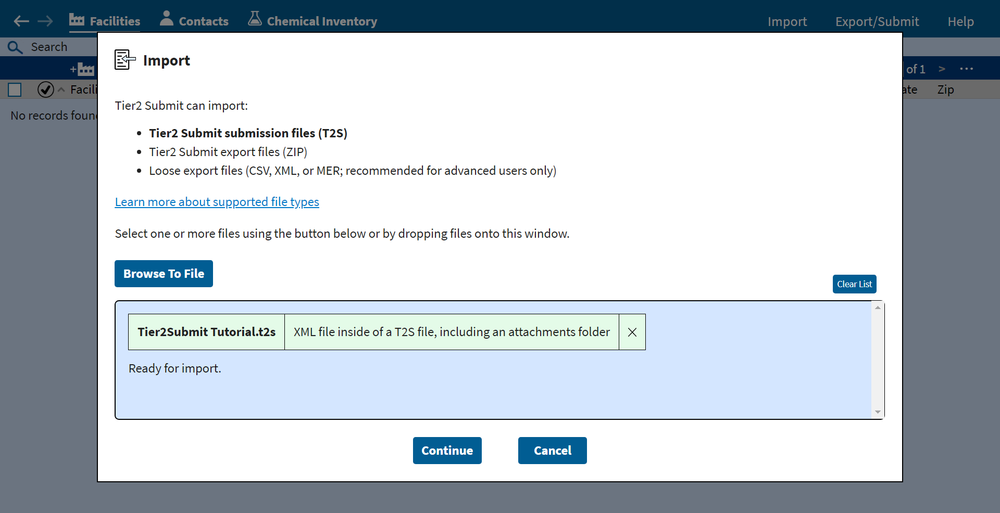 Facilities
Contacts
Chemical Inventory
Import
Export/Submit
Help
Search
+
of 1 > ...
Facili
ate
Zip
No records foun
Import
Tier2 Submit can import:
• Tier2 Submit submission files (T2S)
• Tier2 Submit export files (ZIP)
• Loose export files (CSV, XML, or MER; recommended for advanced users only)
Learn more about supported file types
Select one or more files using the button below or by dropping files onto this window.
Browse To File
Clear List
Tier2Submit Tutorial.t2s XML file inside of a T2S file, including an attachments folder
Ready for import.
Continue
Cancel